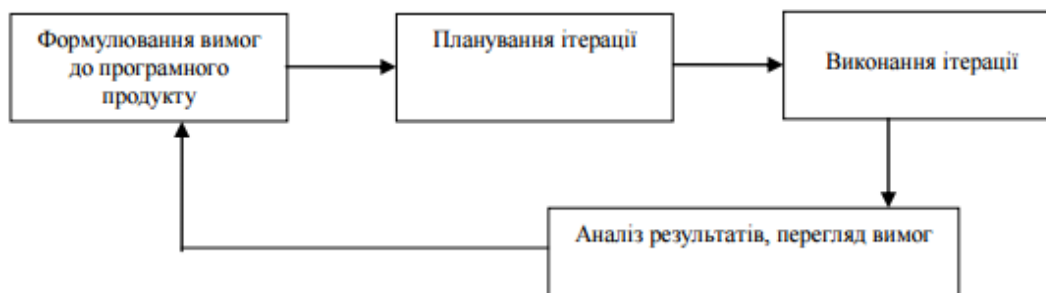 Формулювання вимог
до програмного
продукту
Планування ітерації
Виконання ітерації
Аналіз результатів, перегляд вимог